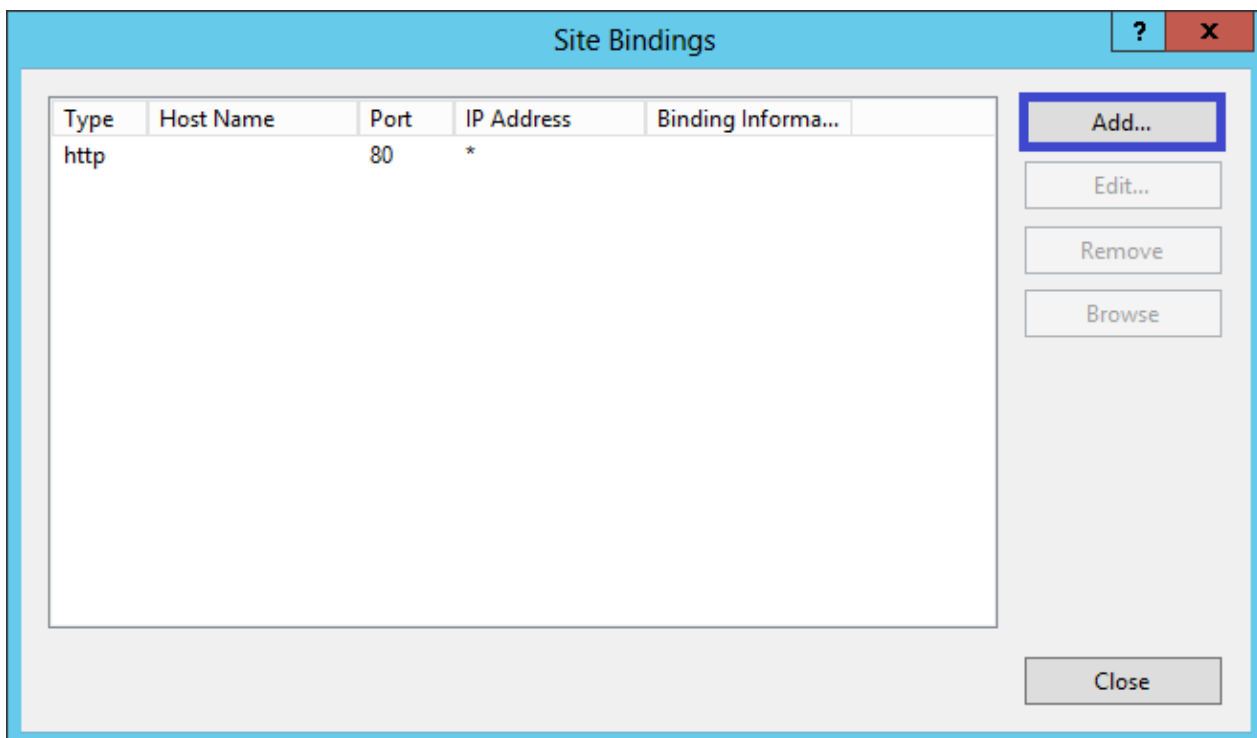 Site Bindings
? x
Type Host Name Port IP Address Binding Informa...
http 80 *
Add...
Edit...
Remove
Browse
Close